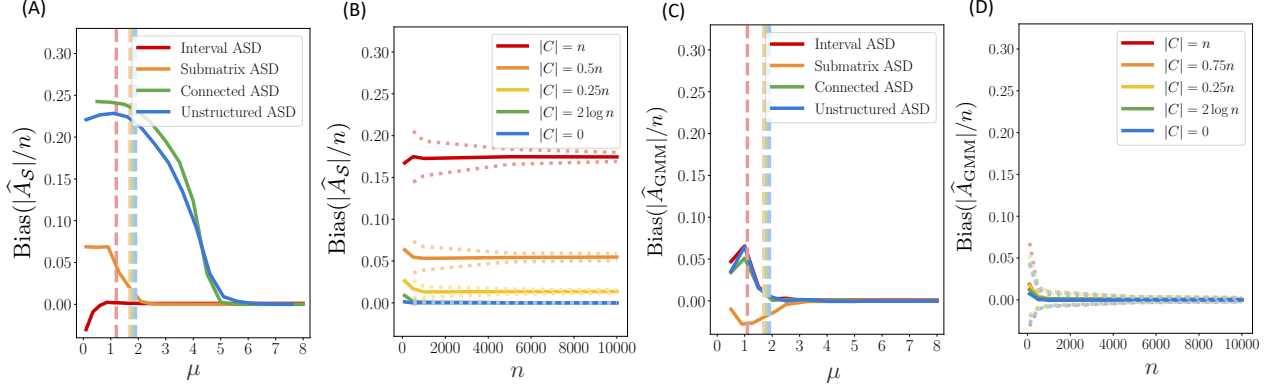 (A)
Bias(|Â_S|/n)
0.30
0.25
0.20
0.15
0.10
0.05
0.00
Interval ASD
Submatrix ASD
Connected ASD
Unstructured ASD
0 1 2 3 4 5 6 7 8
μ
(B)
Bias(|Â_S|/n)
0.30
0.25
0.20
0.15
0.10
0.05
0.00
|C| = n
|C| = 0.5n
|C| = 0.25n
|C| = 2 log n
|C| = 0
0 2000 4000 6000 8000 10000
n
(C)
Bias(|Â_GMM|/n)
0.30
0.25
0.20
0.15
0.10
0.05
0.00
Interval ASD
Submatrix ASD
Connected ASD
Unstructured ASD
0 1 2 3 4 5 6 7 8
μ
(D)
Bias(|Â_GMM|/n)
0.30
0.25
0.20
0.15
0.10
0.05
0.00
|C| = n
|C| = 0.75n
|C| = 0.25n
|C| = 2 log n
|C| = 0
0 2000 4000 6000 8000 10000
n